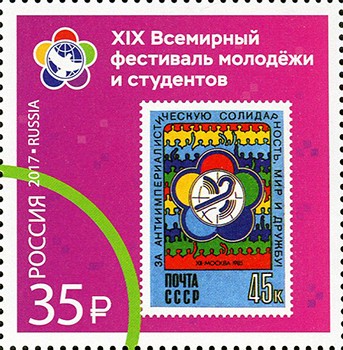 XIX Всемирный
фестиваль молодёжи
и студентов
РОССИЯ 2017 • RUSSIA
35₽
ЗА АНТИИМПЕРИАЛИСТИЧЕСКУЮ СОЛИДАРНОСТЬ, МИР И ДРУЖБУ
XII • МОСКВА 1985
ПОЧТА
СССР
45к